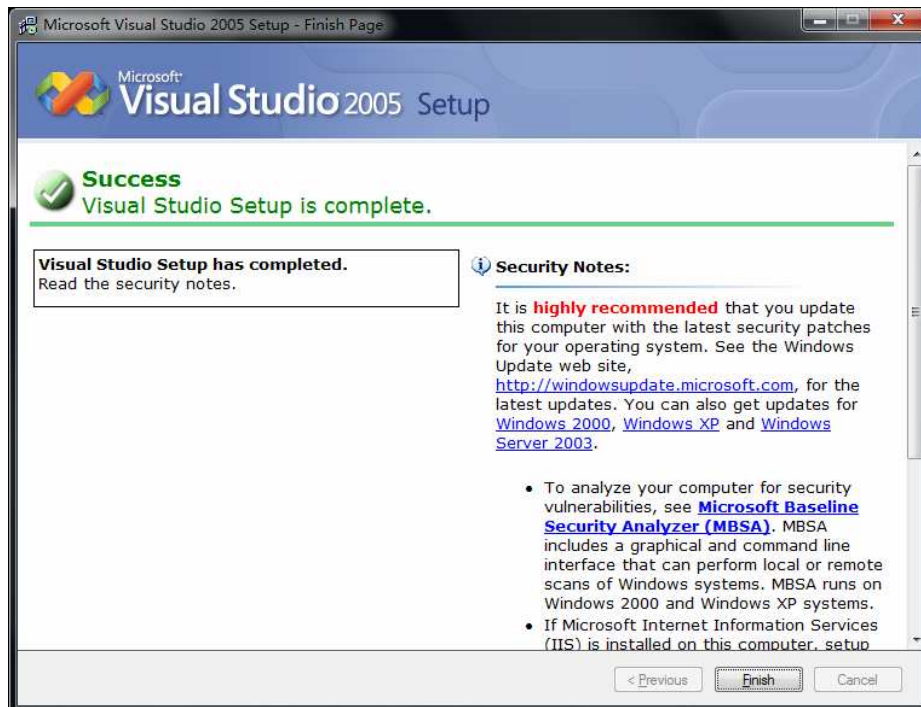 Microsoft Visual Studio 2005 Setup - Finish Page
Microsoft
Visual Studio 2005 Setup
Success
Visual Studio Setup is complete.
Visual Studio Setup has completed.
Read the security notes.
Security Notes:
It is highly recommended that you update
this computer with the latest security patches
for your operating system. See the Windows
Update web site,
http://windowsupdate.microsoft.com, for the
latest updates. You can also get updates for
Windows 2000, Windows XP and Windows
Server 2003.
• To analyze your computer for security
vulnerabilities, see Microsoft Baseline
Security Analyzer (MBSA). MBSA
includes a graphical and command line
interface that can perform local or remote
scans of Windows systems. MBSA runs on
Windows 2000 and Windows XP systems.
• If Microsoft Internet Information Services
(IIS) is installed on this computer, setup
< Previous
Finish
Cancel